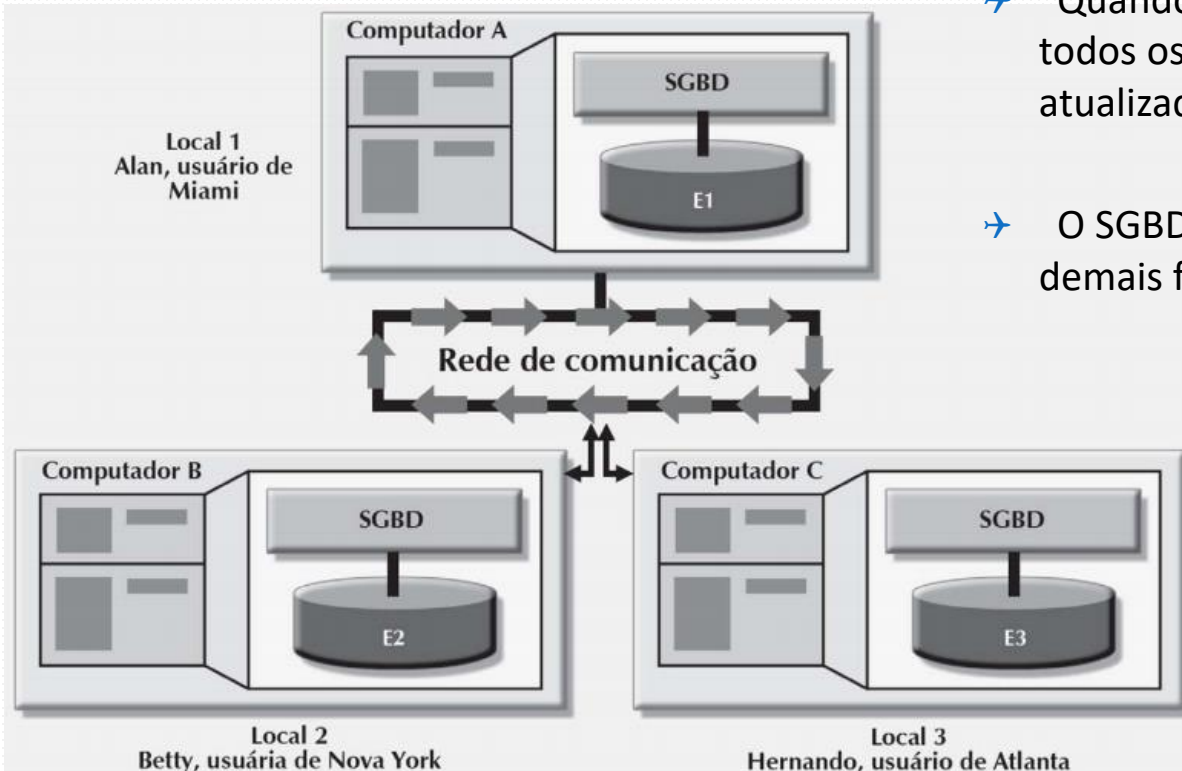 Computador A
SGBD
E1
Local 1
Alan, usuário de
Miami
Rede de comunicação
Computador B
SGBD
E2
Local 2
Betty, usuária de Nova York
Computador C
SGBD
E3
Local 3
Hernando, usuário de Atlanta
todos os
O SGBD
demais